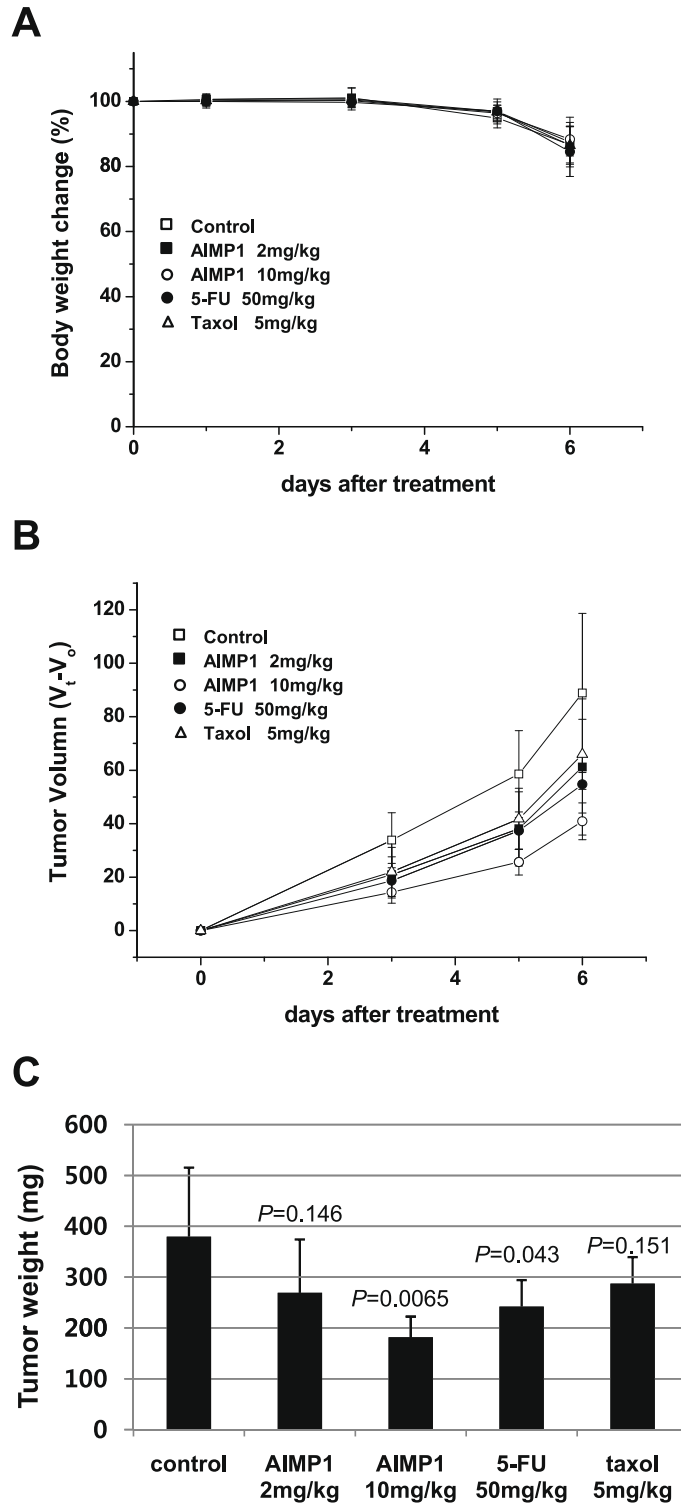 A
Body weight change (%)
100
80
60
40
20
0
Control
AIMP1 2mg/kg
AIMP1 10mg/kg
5-FU 50mg/kg
Taxol 5mg/kg
0 2 4 6
days after treatment
B
Tumor Volumn (Vt-Vo)
120
100
80
60
40
20
0
Control
AIMP1 2mg/kg
AIMP1 10mg/kg
5-FU 50mg/kg
Taxol 5mg/kg
0 2 4 6
days after treatment
C
Tumor weight (mg)
600
500
400
300
200
100
0
P=0.146
P=0.0065
P=0.043
P=0.151
control
AIMP1
2mg/kg
AIMP1
10mg/kg
5-FU
50mg/kg
taxol
5mg/kg